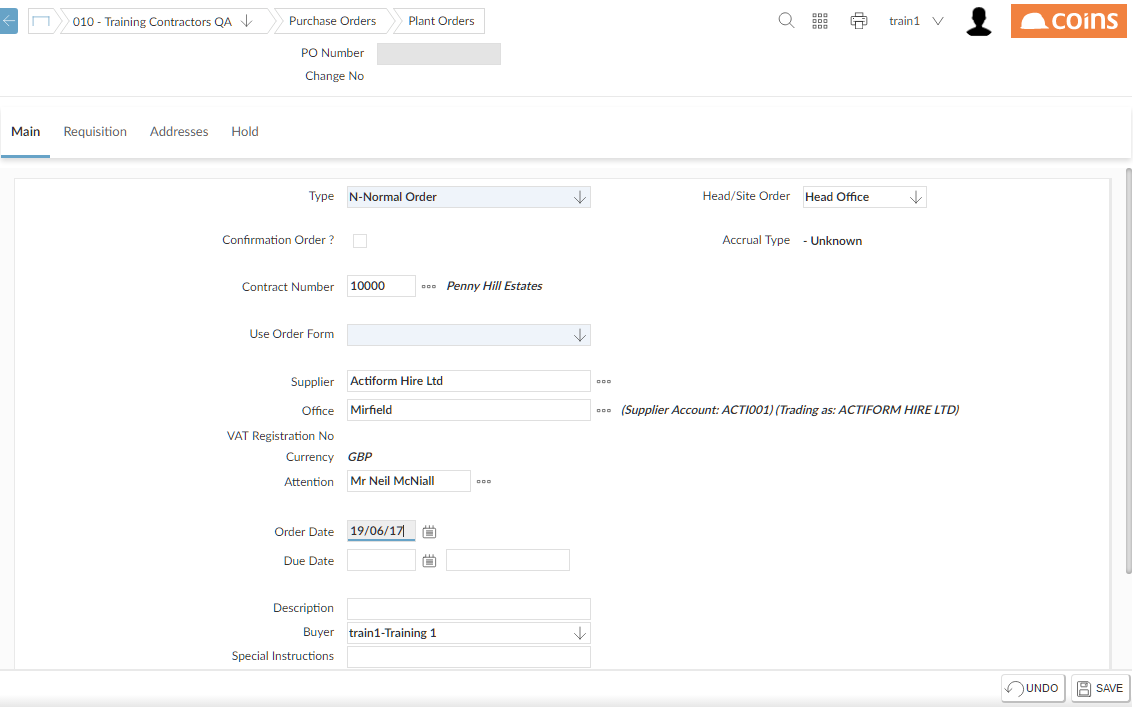 010 - Training Contractors QA Purchase Orders Plant Orders train1 COINS
PO Number
Change No
Main Requisition Addresses Hold
Type N-Normal Order Head/Site Order Head Office
Confirmation Order ? Accrual Type - Unknown
Contract Number 10000 Penny Hill Estates
Use Order Form
Supplier Actiform Hire Ltd
Office Mirfield (Supplier Account: ACTI001) (Trading as: ACTIFORM HIRE LTD)
VAT Registration No
Currency GBP
Attention Mr Neil McNiall
Order Date 19/06/17
Due Date
Description
Buyer train1-Training 1
Special Instructions
UNDO SAVE